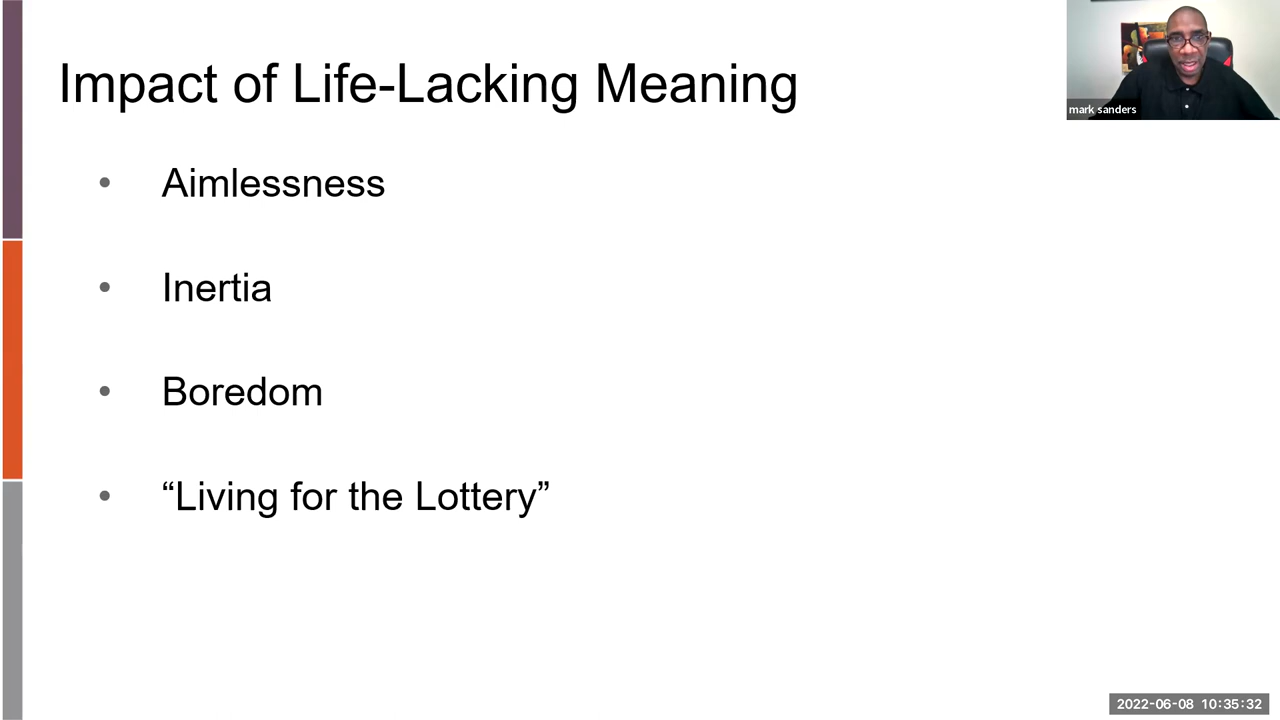 Impact of Life-Lacking Meaning
mark sanders
• Aimlessness
• Inertia
• Boredom
• “Living for the Lottery”
2022-06-08 10:35:32